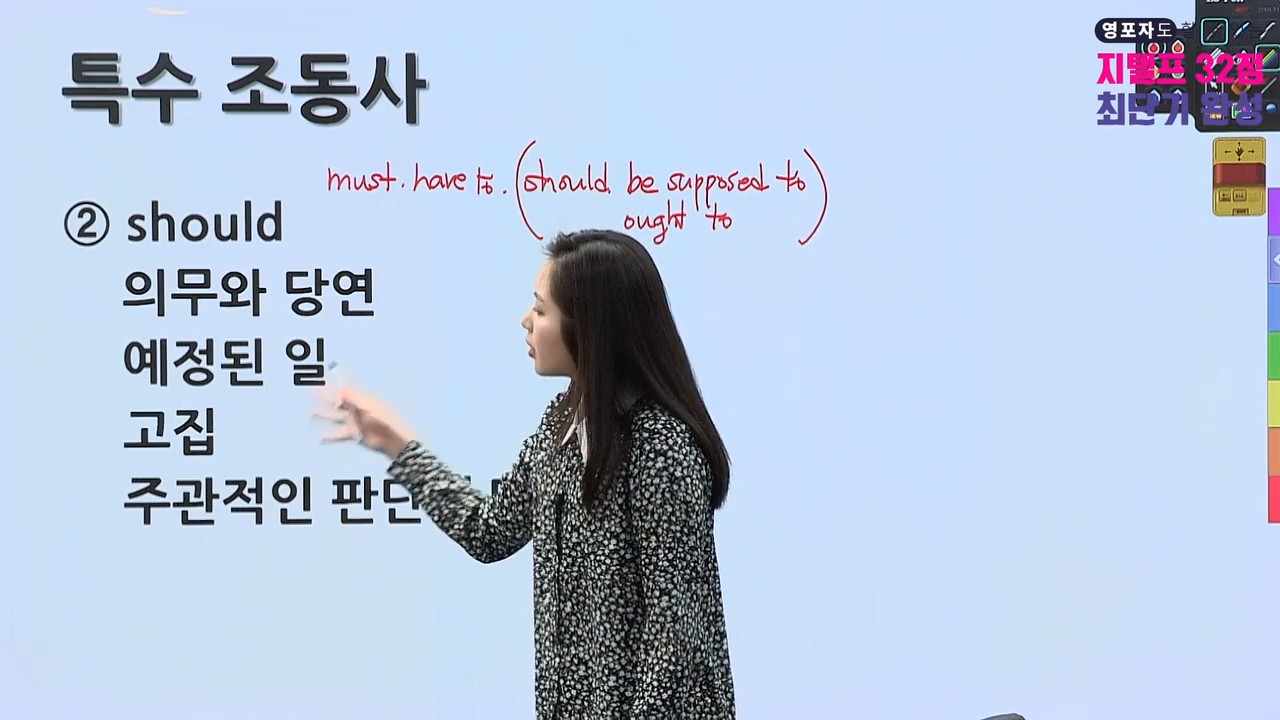 특수 조동사
영포자도
지텔프 32점
최단기 완성
must. have to. (should. be supposed to
ought to)
② should
의무와 당연
예정된 일
고집
주관적인 판단